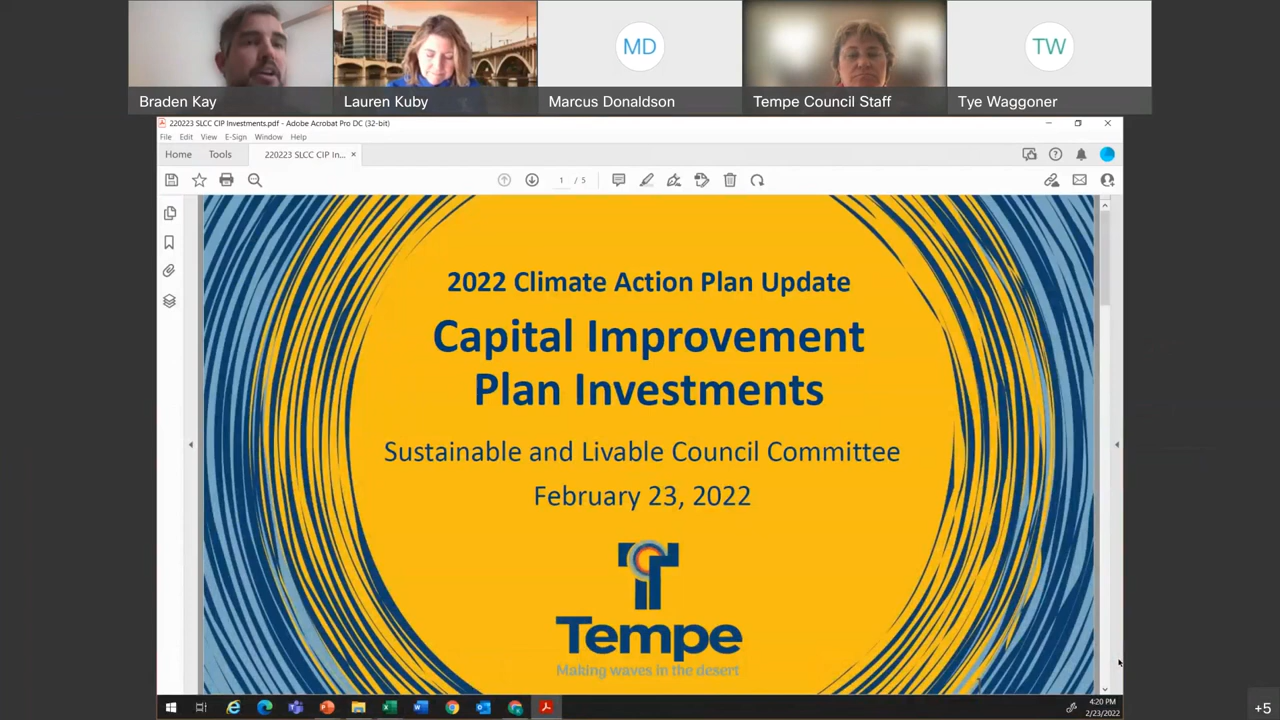 MD
TW
Braden Kay
Lauren Kuby
Marcus Donaldson
Tempe Council Staff
Tye Waggoner
220223 SLCC CIP Investments.pdf - Adobe Acrobat Pro DC (32-bit)
File Edit View E-Sign Window Help
Home Tools 220223 SLCC CIP In... ×
1 / 5
2022 Climate Action Plan Update
Capital Improvement
Plan Investments
Sustainable and Livable Council Committee
February 23, 2022
Tempe
Making waves in the desert
4:20 PM
2/23/2022
+5